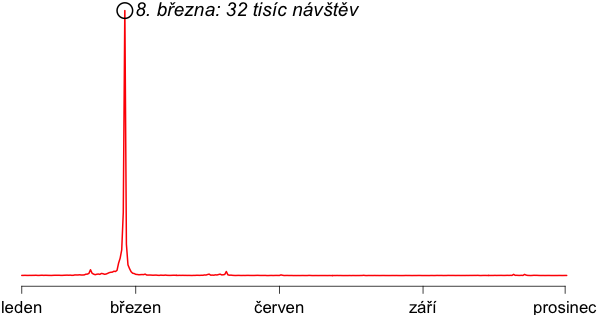 8. března: 32 tisíc návštěv
leden březen červen září prosinec